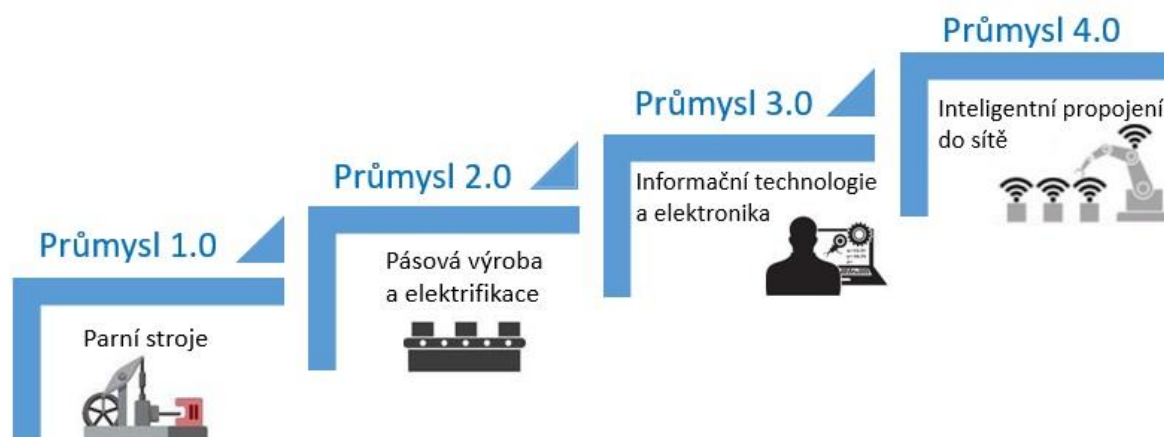 Průmysl 1.0
Parní stroje
Průmysl 2.0
Pásová výroba
a elektrifikace
Průmysl 3.0
Informační technologie
a elektronika
Průmysl 4.0
Inteligentní propojení
do sítě